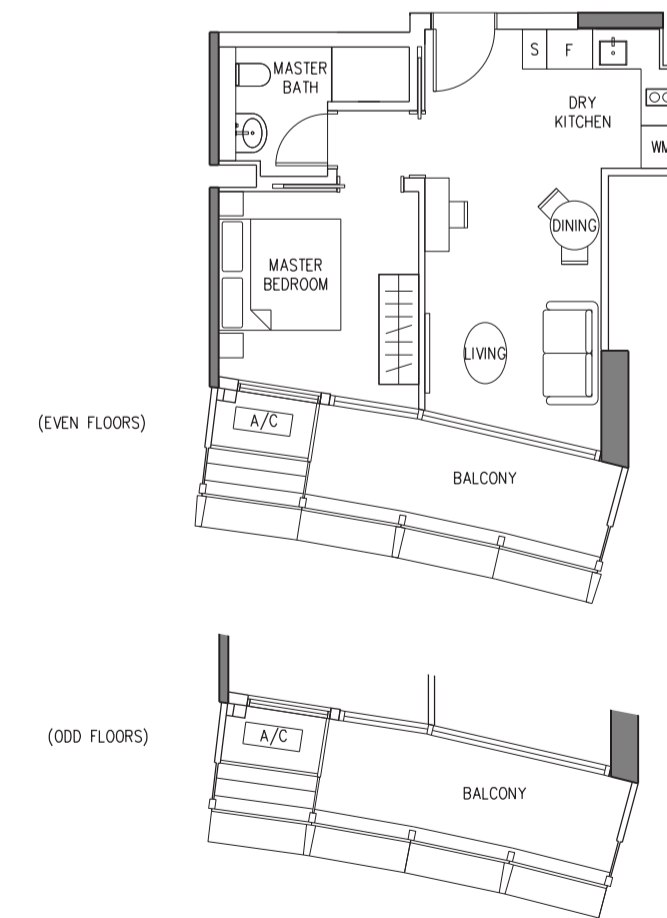 MASTER
BATH
S
F
DRY
KITCHEN
WM
DINING
MASTER
BEDROOM
LIVING
(EVEN FLOORS)
A/C
BALCONY
(ODD FLOORS)
A/C
BALCONY